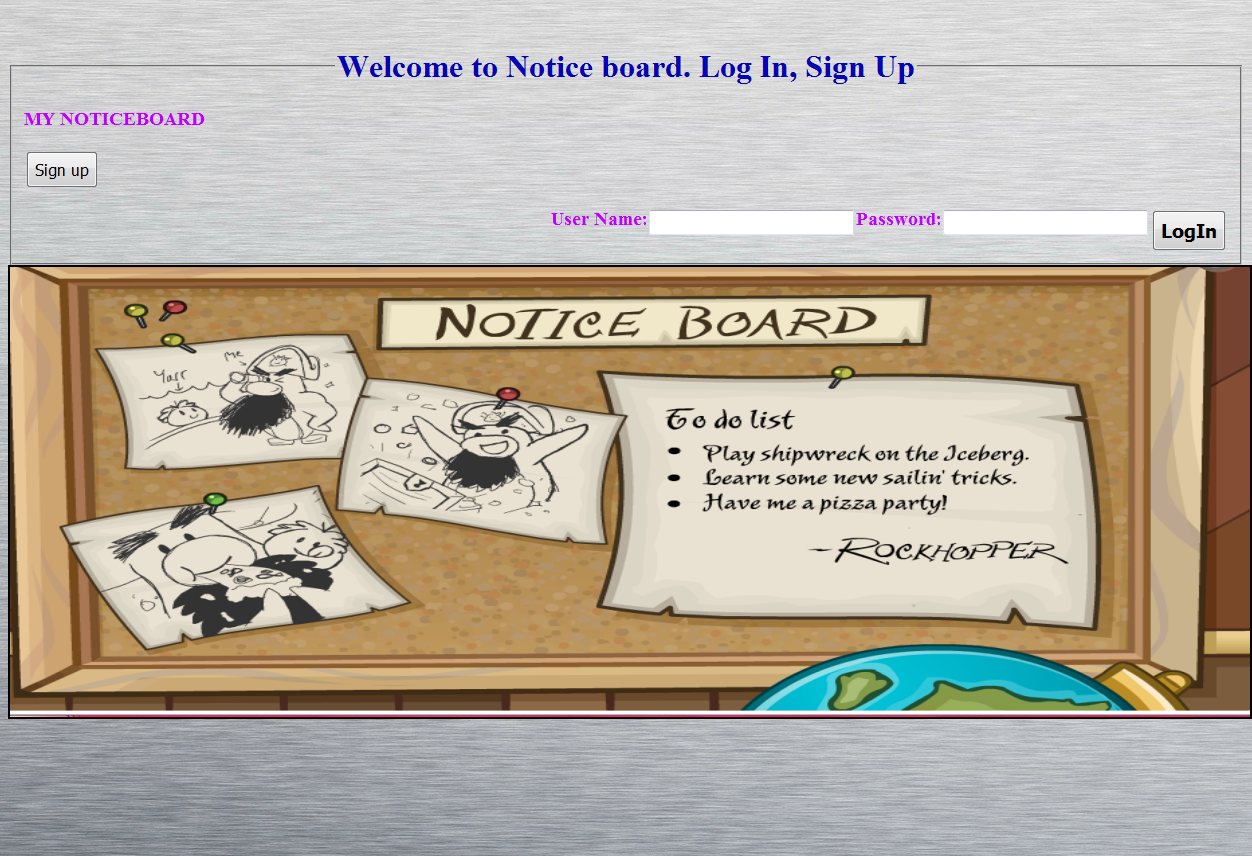 Welcome to Notice board. Log In, Sign Up
MY NOTICEBOARD
Sign up
User Name: Password: LogIn
NOTICE BOARD
Yarr
Me
To do list
• Play shipwreck on the Iceberg.
• Learn some new sailin' tricks.
• Have me a pizza party!
~ROCKHOPPER